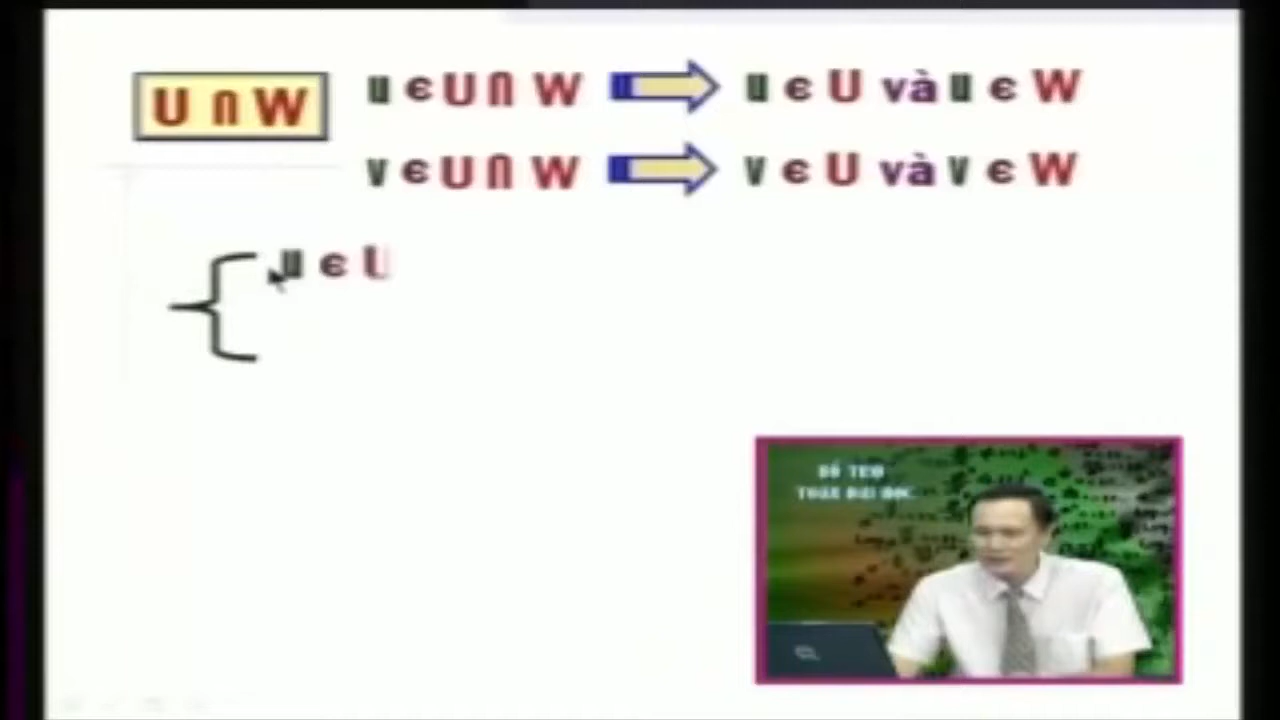 U ∩ W
u ϵ U ∩ W ⇒ u ϵ U và u ϵ W
v ϵ U ∩ W ⇒ v ϵ U và v ϵ W
u ϵ U